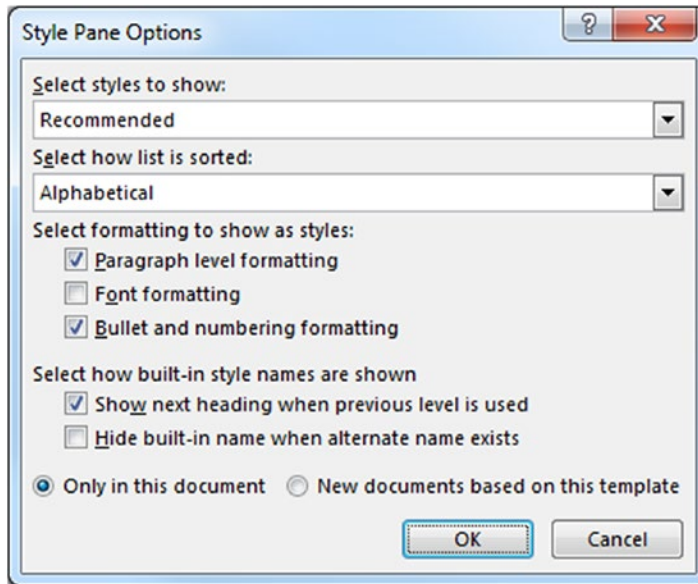 Style Pane Options
Select styles to show:
Recommended
Select how list is sorted:
Alphabetical
Select formatting to show as styles:
Paragraph level formatting
Font formatting
Bullet and numbering formatting
Select how built-in style names are shown
Show next heading when previous level is used
Hide built-in name when alternate name exists
Only in this document New documents based on this template
OK Cancel